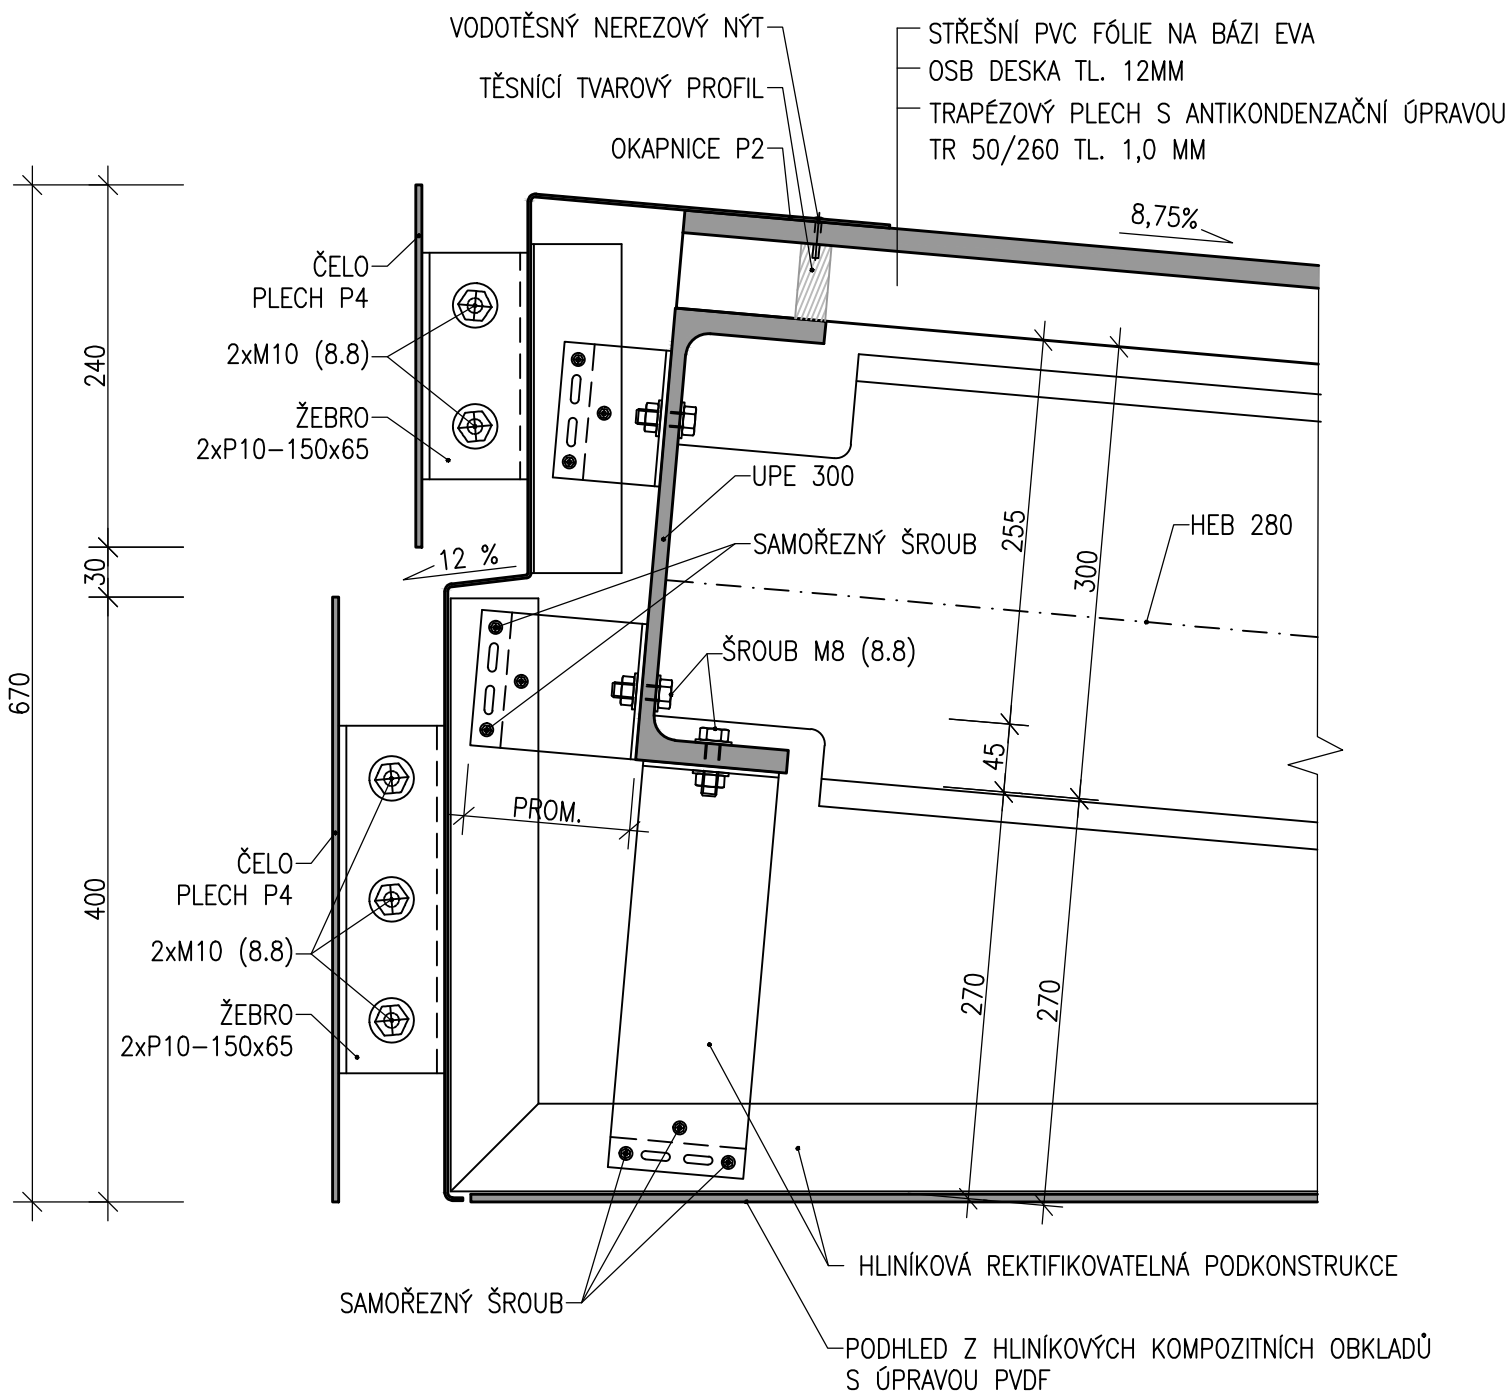 VODOTĚSNÝ NEREZOVÝ NÝT
TĚSNÍCÍ TVAROVÝ PROFIL
OKAPNICE P2
STŘEŠNÍ PVC FÓLIE NA BÁZI EVA
OSB DESKA TL. 12MM
TRAPÉZOVÝ PLECH S ANTIKONDENZAČNÍ ÚPRAVOU
TR 50/260 TL. 1,0 MM
8,75%
ČELO
PLECH P4
2xM10 (8.8)
ŽEBRO
2xP10-150x65
240
30
670
400
12 %
UPE 300
SAMOŘEZNÝ ŠROUB
HEB 280
255
300
ŠROUB M8 (8.8)
45
PROM.
ČELO
PLECH P4
2xM10 (8.8)
ŽEBRO
2xP10-150x65
270
270
HLINÍKOVÁ REKTIFIKOVATELNÁ PODKONSTRUKCE
SAMOŘEZNÝ ŠROUB
PODHLED Z HLINÍKOVÝCH KOMPOZITNÍCH OBKLADŮ
S ÚPRAVOU PVDF